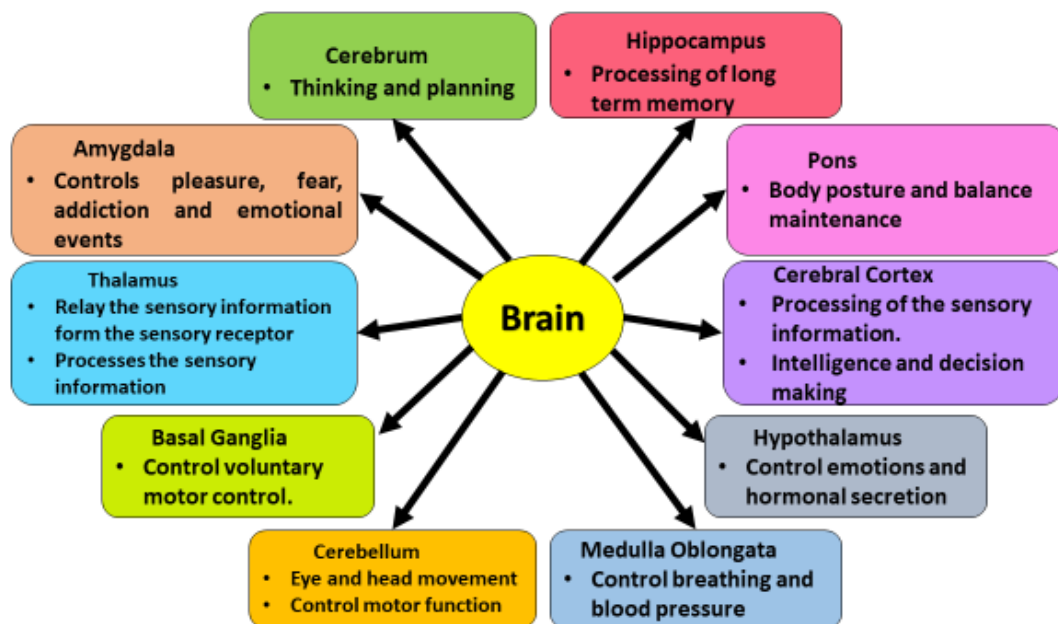 Cerebrum
• Thinking and planning
Hippocampus
• Processing of long
term memory
Amygdala
• Controls pleasure, fear,
addiction and emotional
events
Pons
• Body posture and balance
maintenance
Thalamus
• Relay the sensory information
form the sensory receptor
• Processes the sensory
information
Brain
Cerebral Cortex
• Processing of the sensory
information.
• Intelligence and decision
making
Basal Ganglia
• Control voluntary
motor control.
Hypothalamus
• Control emotions and
hormonal secretion
Cerebellum
• Eye and head movement
• Control motor function
Medulla Oblongata
• Control breathing and
blood pressure